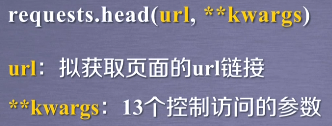 requests.head(url, **kwargs)
url：拟获取页面的url链接
**kwargs：13个控制访问的参数